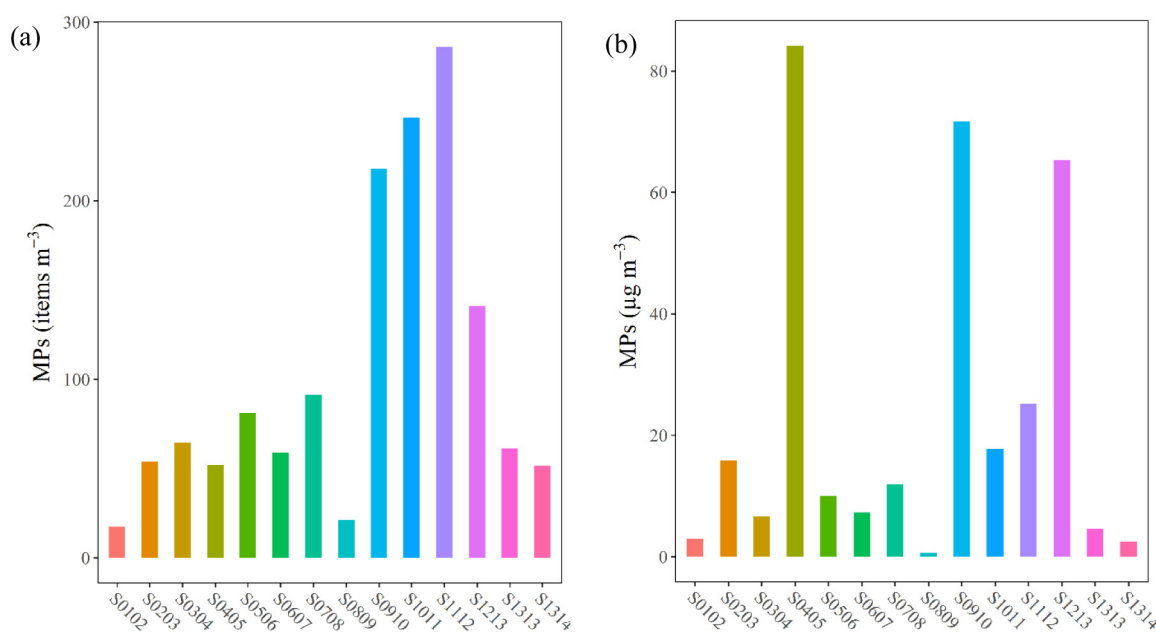 (a)
MPs (items m⁻³)
300
200
100
0
S0102
S0203
S0304
S0405
S0506
S0607
S0708
S0809
S0910
S1011
S1112
S1213
S1313
S1314
(b)
MPs (μg m⁻³)
80
60
40
20
0
S0102
S0203
S0304
S0405
S0506
S0607
S0708
S0809
S0910
S1011
S1112
S1213
S1313
S1314